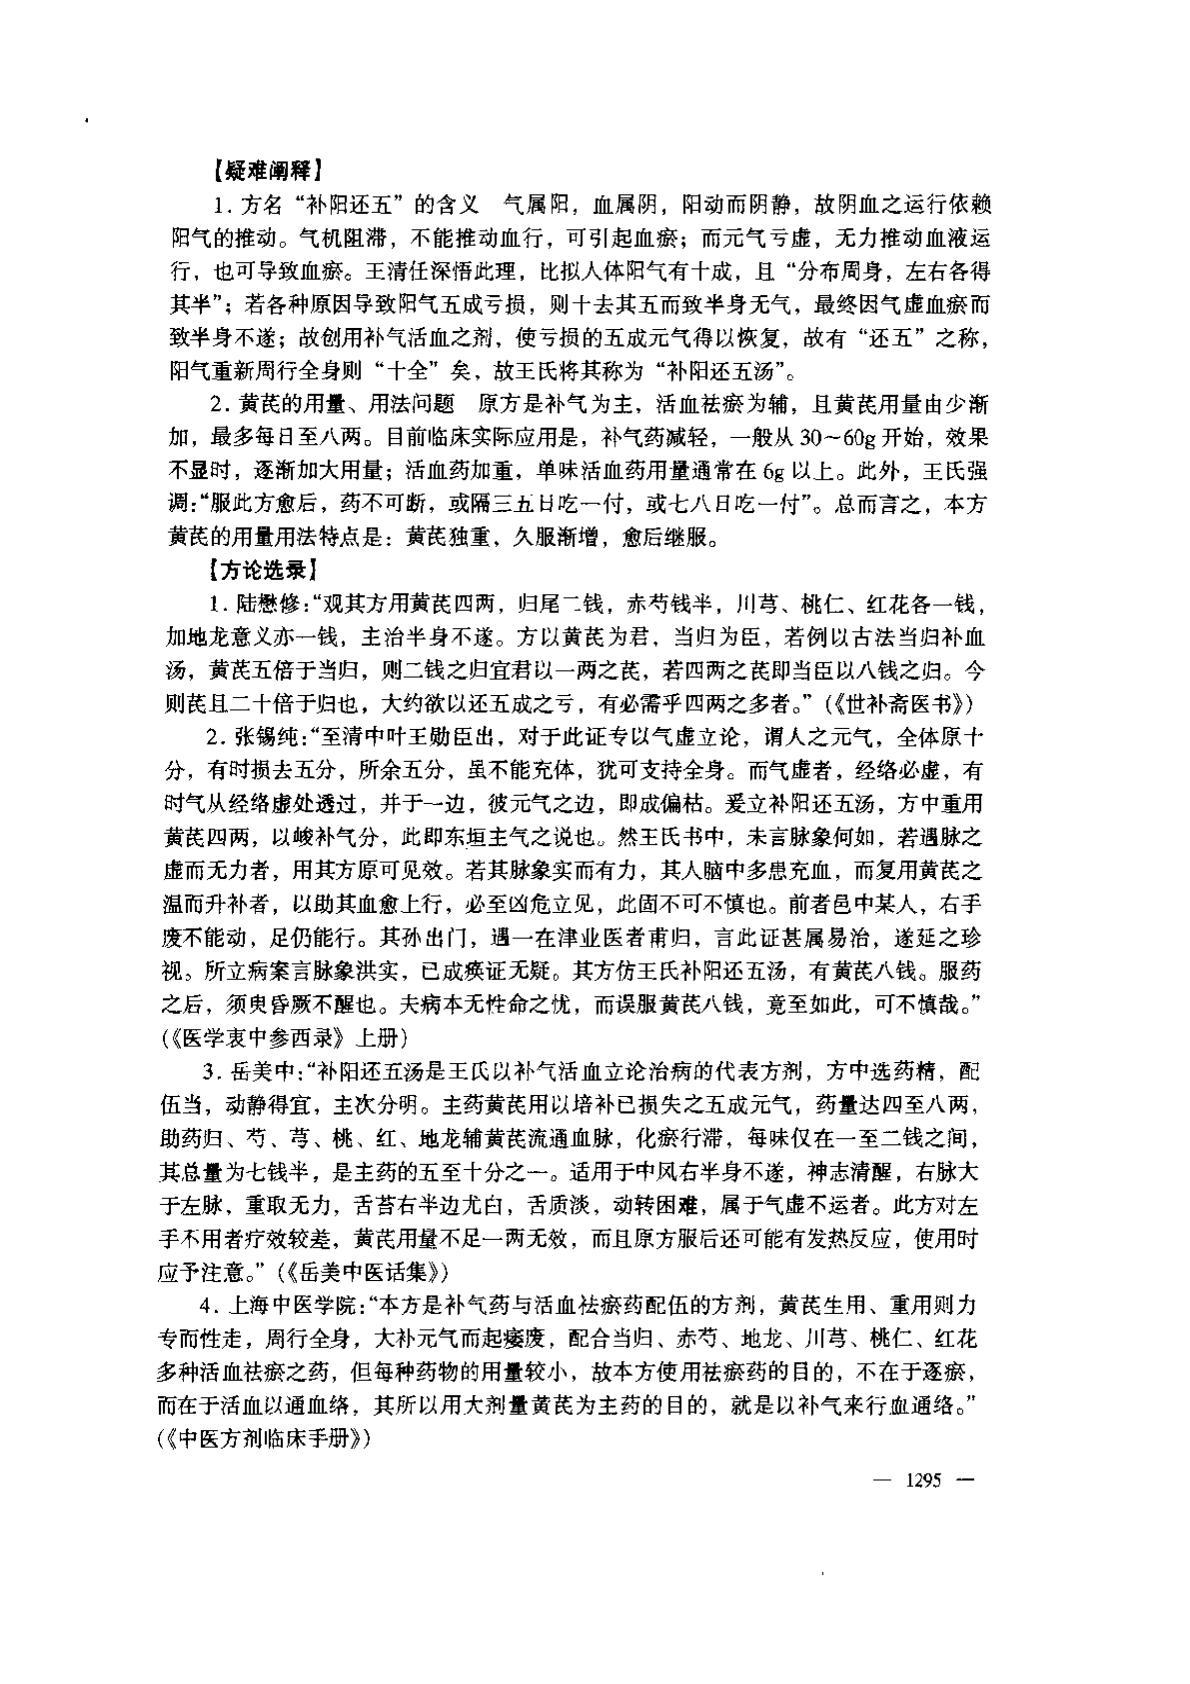 【疑难阐释】
1. 方名“补阳还五”的含义　气属阳，血属阴，阳动而阴静，故阴血之运行依赖
阳气的推动。气机阻滞，不能推动血行，可引起血瘀；而元气亏虚，无力推动血液运
行，也可导致血瘀。王清任深悟此理，比拟人体阳气有十成，且“分布周身，左右各得
其半”；若各种原因导致阳气五成亏损，则十去其五而致半身无气，最终因气虚血瘀而
致半身不遂；故创用补气活血之剂，使亏损的五成元气得以恢复，故有“还五”之称，
阳气重新周行全身则“十全”矣，故王氏将其称为“补阳还五汤”。
2. 黄芪的用量、用法问题　原方是补气为主，活血祛瘀为辅，且黄芪用量由少渐
加，最多每日至八两。目前临床实际应用是，补气药减轻，一般从 30～60g 开始，效果
不显时，逐渐加大用量；活血药加重，单味活血药用量通常在 6g 以上。此外，王氏强
调：“服此方愈后，药不可断，或隔三五日吃一付，或七八日吃一付”。总而言之，本方
黄芪的用量用法特点是：黄芪独重，久服渐增，愈后继服。
【方论选录】
1. 陆懋修：“观其方用黄芪四两，归尾二钱，赤芍钱半，川芎、桃仁、红花各一钱，
加地龙意义亦一钱，主治半身不遂。方以黄芪为君，当归为臣，若例以古法当归补血
汤，黄芪五倍于当归，则二钱之归宜君以一两之芪，若四两之芪即当臣以八钱之归。今
则芪且二十倍于归也，大约欲以还五成之亏，有必需乎四两之多者。”（《世补斋医书》）
2. 张锡纯：“至清中叶王勋臣出，对于此证专以气虚立论，谓人之元气，全体原十
分，有时损去五分，所余五分，虽不能充体，犹可支持全身。而气虚者，经络必虚，有
时气从经络虚处透过，并于一边，彼元气之边，即成偏枯。爰立补阳还五汤，方中重用
黄芪四两，以峻补气分，此即东垣主气之说也。然王氏书中，未言脉象何如，若遇脉之
虚而无力者，用其方原可见效。若其脉象实而有力，其人脑中多患充血，而复用黄芪之
温而升补者，以助其血愈上行，必至凶危立见，此固不可不慎也。前者邑中某人，右手
废不能动，足仍能行。其孙出门，遇一在津业医者甫归，言此证甚属易治，遂延之珍
视。所立病案言脉象洪实，已成痪证无疑。其方仿王氏补阳还五汤，有黄芪八钱。服药
之后，须臾昏厥不醒也。夫病本无性命之忧，而误服黄芪八钱，竟至如此，可不慎哉。”
（《医学衷中参西录》上册）
3. 岳美中：“补阳还五汤是王氏以补气活血立论治病的代表方剂，方中选药精，配
伍当，动静得宜，主次分明。主药黄芪用以培补已损失之五成元气，药量达四至八两，
助药归、芍、芎、桃、红、地龙辅黄芪流通血脉，化瘀行滞，每味仅在一至二钱之间，
其总量为七钱半，是主药的五至十分之一。适用于中风右半身不遂，神志清醒，右脉大
于左脉，重取无力，舌苔右半边尤白，舌质淡，动转困难，属于气虚不运者。此方对左
手不用者疗效较差，黄芪用量不足一两无效，而且原方服后还可能有发热反应，使用时
应予注意。”（《岳美中医话集》）
4. 上海中医学院：“本方是补气药与活血祛瘀药配伍的方剂，黄芪生用、重用则力
专而性走，周行全身，大补元气而起痿废，配合当归、赤芍、地龙、川芎、桃仁、红花
多种活血祛瘀之药，但每种药物的用量较小，故本方使用祛瘀药的目的，不在于逐瘀，
而在于活血以通血络，其所以用大剂量黄芪为主药的目的，就是以补气来行血通络。”
（《中医方剂临床手册》）
— 1295 —